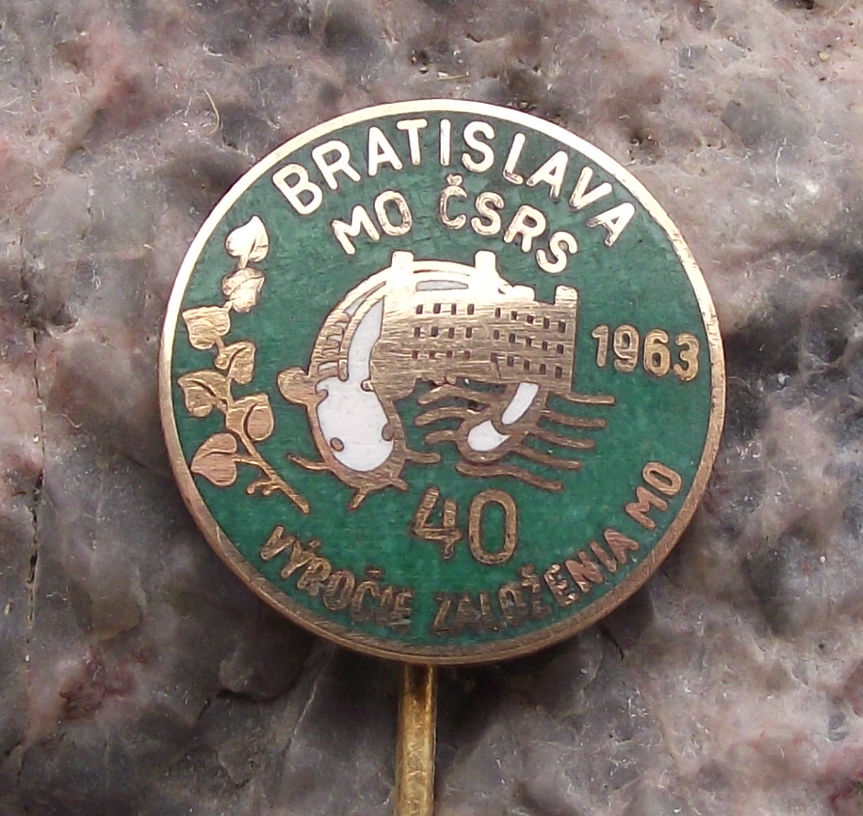 BRATISLAVA
MO ČSRS
1963
40
VÝROČIE ZALOŽENIA MO